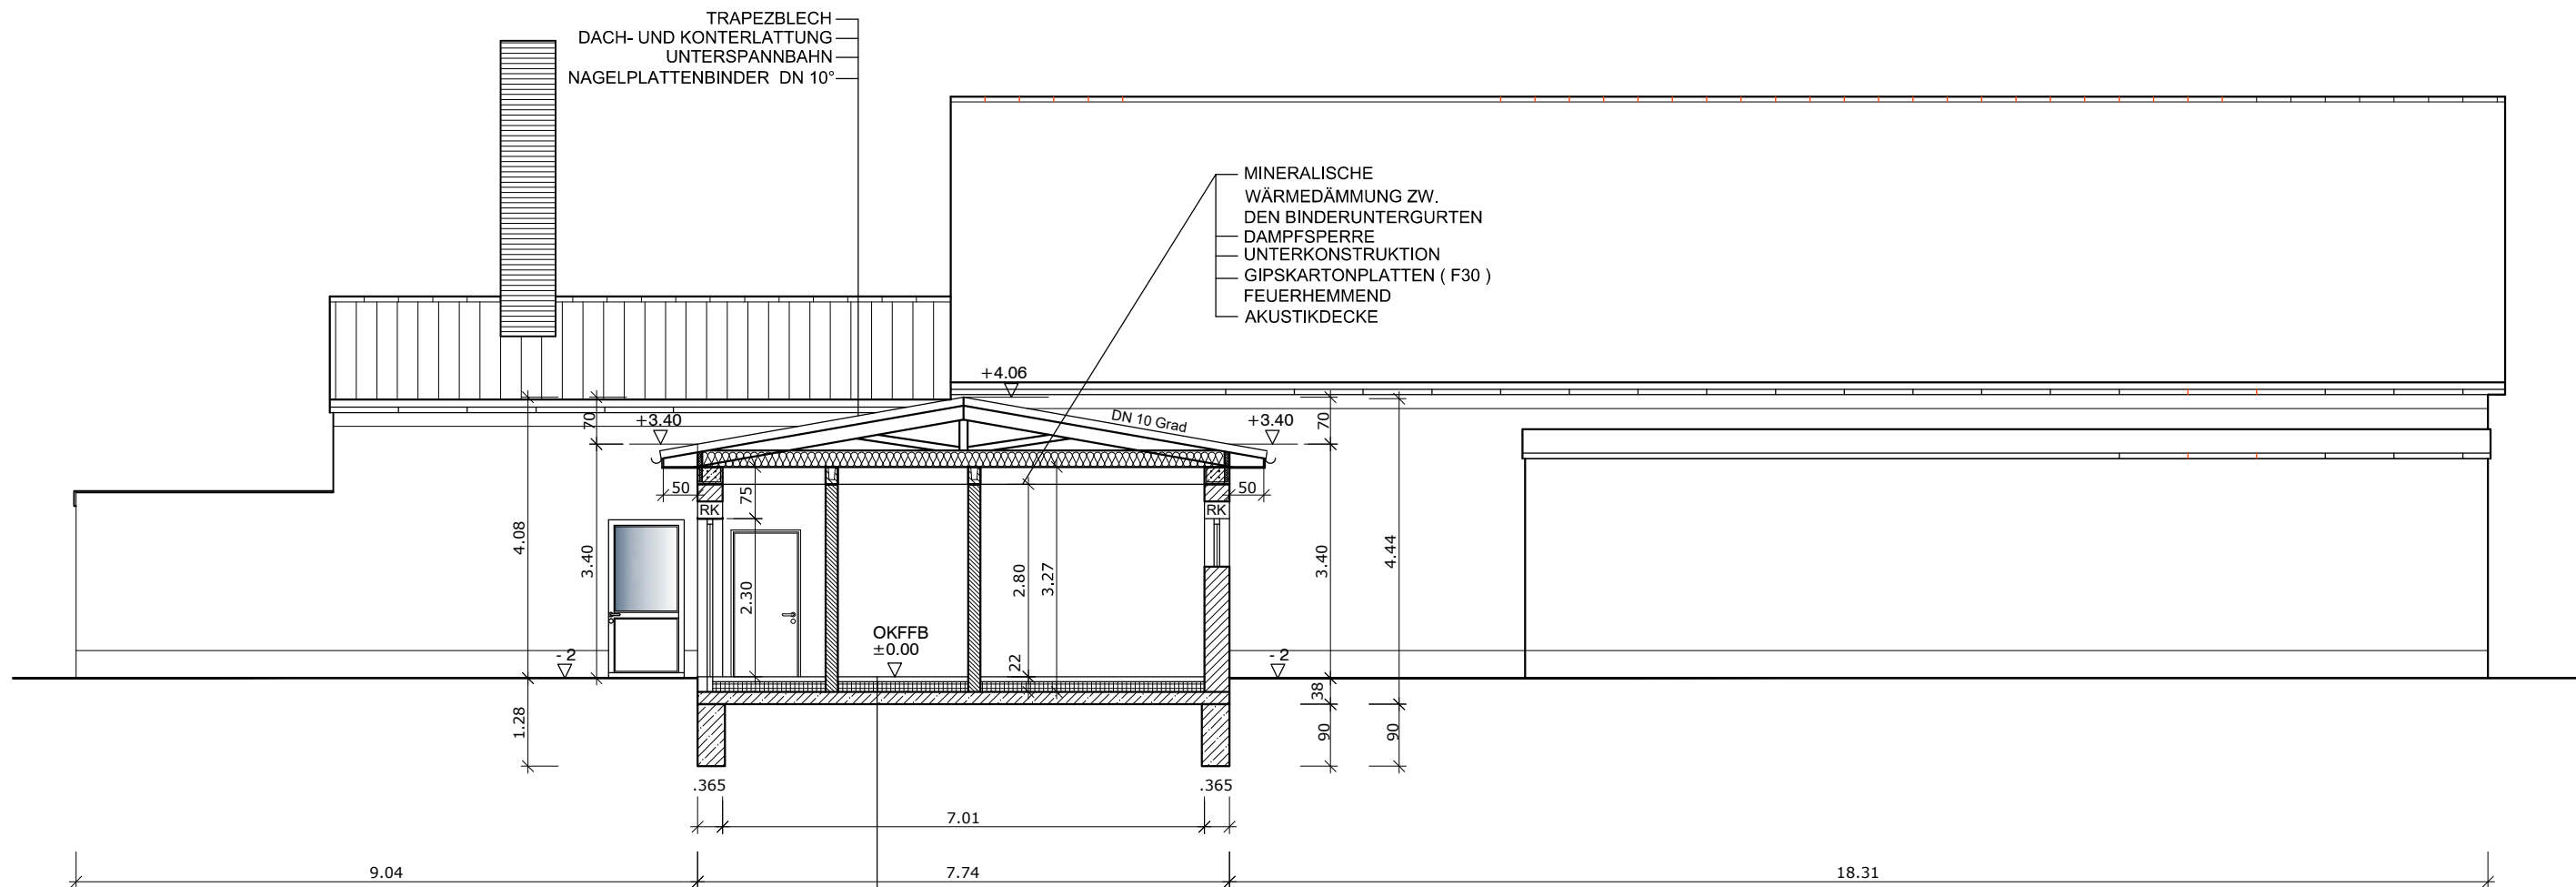 TRAPEZBLECH
DACH- UND KONTERLATTUNG
UNTERSPANNBAHN
NAGELPLATTENBINDER DN 10°
MINERALISCHE
WÄRMEDÄMMUNG ZW.
DEN BINDERUNTERGURTEN
DAMPFSPERRE
UNTERKONSTRUKTION
GIPSKARTONPLATTEN ( F30 )
FEUERHEMMEND
AKUSTIKDECKE
+4.06
DN 10 Grad
70
+3.40
+3.40
70
50
75
50
RK
RK
4.08
3.40
2.30
2.80
3.27
3.40
4.44
OKFFB
±0.00
- 2
22
- 2
38
1.28
90
90
.365
.365
7.01
9.04
7.74
18.31